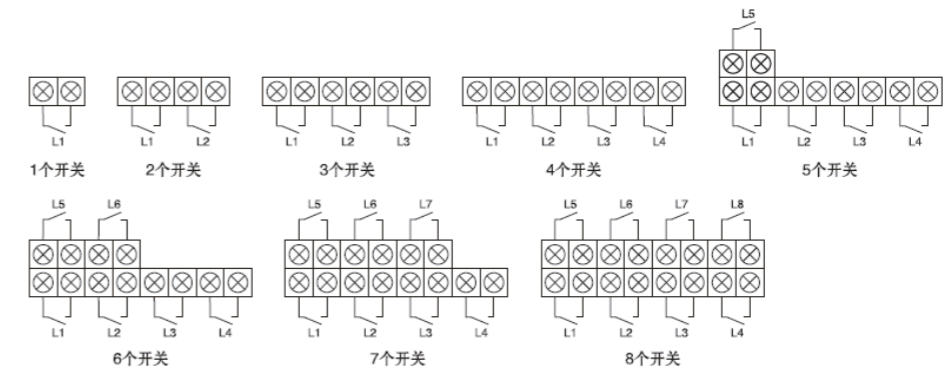 L5
L1
L1 L2
L1 L2 L3
L1 L2 L3 L4
L1 L2 L3 L4
1个开关 2个开关 3个开关 4个开关 5个开关
L5 L6
L5 L6 L7
L5 L6 L7 L8
L1 L2 L3 L4
L1 L2 L3 L4
L1 L2 L3 L4
6个开关 7个开关 8个开关